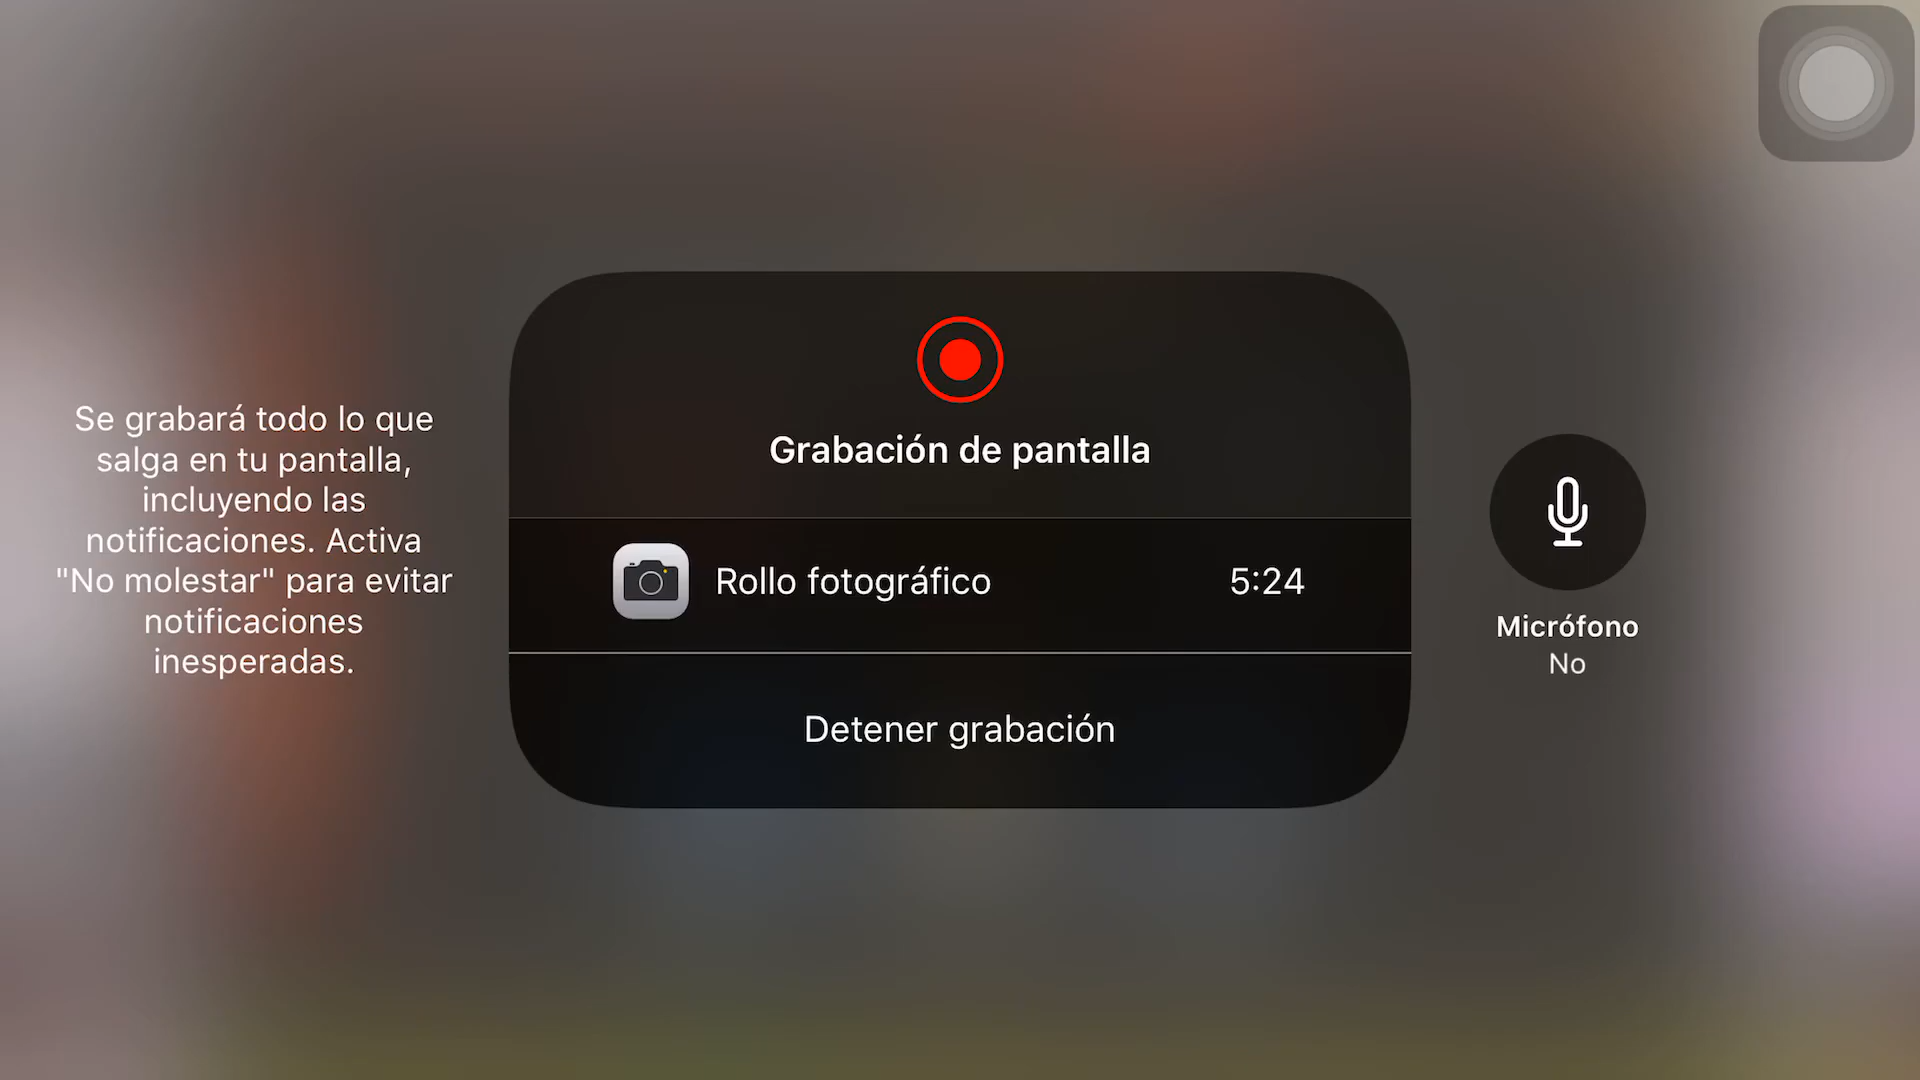 Se grabará todo lo que
salga en tu pantalla,
incluyendo las
notificaciones. Activa
"No molestar" para evitar
notificaciones
inesperadas.
Grabación de pantalla
Rollo fotográfico 5:24
Detener grabación
Micrófono
No